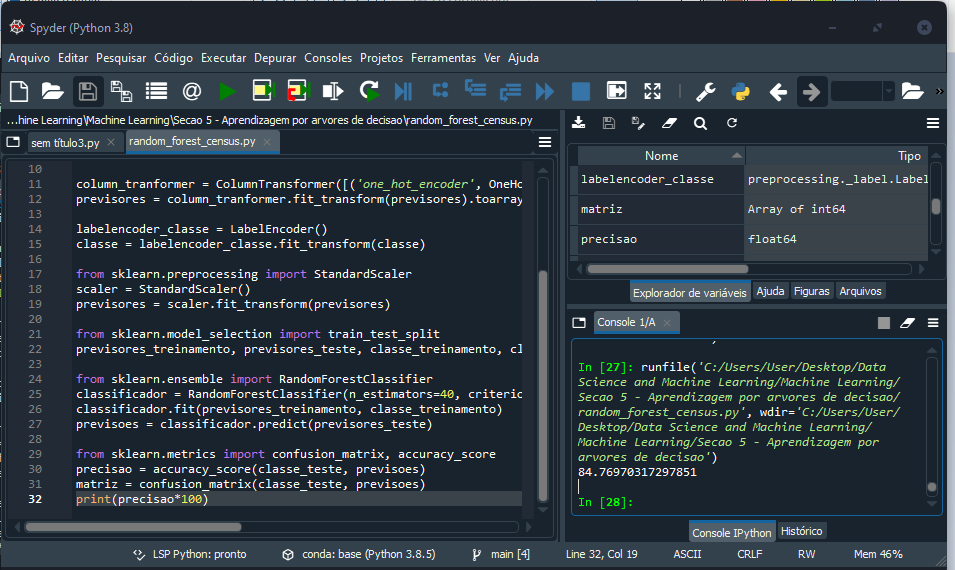 Spyder (Python 3.8)
Arquivo Editar Pesquisar Código Executar Depurar Consoles Projetos Ferramentas Ver Ajuda
...hine Learning\Machine Learning\Secao 5 - Aprendizagem por arvores de decisao\random_forest_census.py
sem título3.py
random_forest_census.py
10
11 column_tranformer = ColumnTransformer([('one_hot_encoder', OneHo
12 previsores = column_tranformer.fit_transform(previsores).toarray
13
14 labelencoder_classe = LabelEncoder()
15 classe = labelencoder_classe.fit_transform(classe)
16
17 from sklearn.preprocessing import StandardScaler
18 scaler = StandardScaler()
19 previsores = scaler.fit_transform(previsores)
20
21 from sklearn.model_selection import train_test_split
22 previsores_treinamento, previsores_teste, classe_treinamento, cl
23
24 from sklearn.ensemble import RandomForestClassifier
25 classificador = RandomForestClassifier(n_estimators=40, criterio
26 classificador.fit(previsores_treinamento, classe_treinamento)
27 previsoes = classificador.predict(previsores_teste)
28
29 from sklearn.metrics import confusion_matrix, accuracy_score
30 precisao = accuracy_score(classe_teste, previsoes)
31 matriz = confusion_matrix(classe_teste, previsoes)
32 print(precisao*100)
Nome Tipo
labelencoder_classe preprocessing._label.Label
matriz Array of int64
precisao float64
Explorador de variáveis Ajuda Figuras Arquivos
Console 1/A
In [27]: runfile('C:/Users/User/Desktop/Data
Science and Machine Learning/Machine Learning/
Secao 5 - Aprendizagem por arvores de decisao/
random_forest_census.py', wdir='C:/Users/User/
Desktop/Data Science and Machine Learning/
Machine Learning/Secao 5 - Aprendizagem por
arvores de decisao')
84.76970317297851
In [28]:
Console IPython Histórico
LSP Python: pronto conda: base (Python 3.8.5) main [4] Line 32, Col 19 ASCII CRLF RW Mem 46%